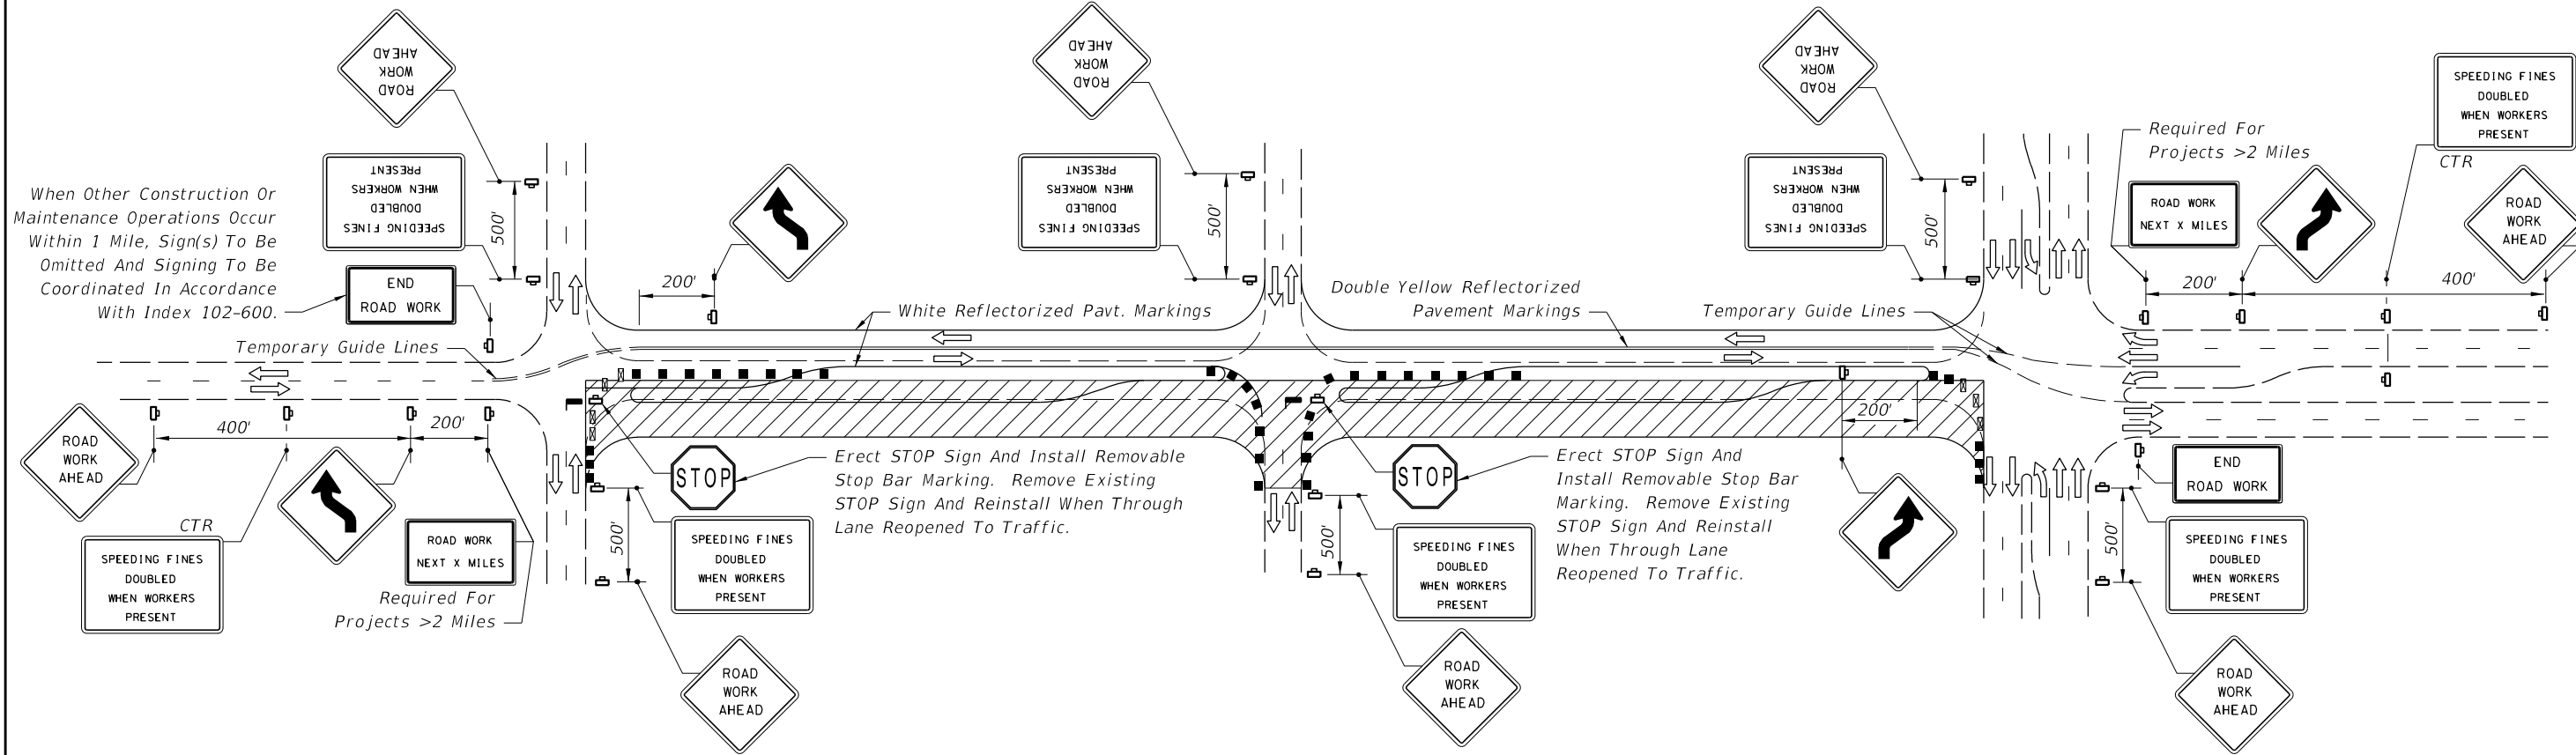 ROAD
WORK
AHEAD
ROAD
WORK
AHEAD
ROAD
WORK
AHEAD
SPEEDING FINES
DOUBLED
WHEN WORKERS
PRESENT
CTR
Required For
Projects >2 Miles
ROAD WORK
NEXT X MILES
ROAD
WORK
AHEAD
When Other Construction Or
Maintenance Operations Occur
Within 1 Mile, Sign(s) To Be
Omitted And Signing To Be
Coordinated In Accordance
With Index 102-600.
SPEEDING FINES
DOUBLED
WHEN WORKERS
PRESENT
500'
END
ROAD WORK
200'
SPEEDING FINES
DOUBLED
WHEN WORKERS
PRESENT
500'
SPEEDING FINES
DOUBLED
WHEN WORKERS
PRESENT
500'
200'
400'
Temporary Guide Lines
White Reflectorized Pavt. Markings
Double Yellow Reflectorized
Pavement Markings
Temporary Guide Lines
ROAD
WORK
AHEAD
400'
200'
CTR
SPEEDING FINES
DOUBLED
WHEN WORKERS
PRESENT
ROAD WORK
NEXT X MILES
Required For
Projects >2 Miles
500'
STOP
Erect STOP Sign And Install Removable
Stop Bar Marking. Remove Existing
STOP Sign And Reinstall When Through
Lane Reopened To Traffic.
SPEEDING FINES
DOUBLED
WHEN WORKERS
PRESENT
ROAD
WORK
AHEAD
500'
STOP
Erect STOP Sign And
Install Removable Stop Bar
Marking. Remove Existing
STOP Sign And Reinstall
When Through Lane
Reopened To Traffic.
SPEEDING FINES
DOUBLED
WHEN WORKERS
PRESENT
ROAD
WORK
AHEAD
200'
END
ROAD WORK
500'
SPEEDING FINES
DOUBLED
WHEN WORKERS
PRESENT
ROAD
WORK
AHEAD